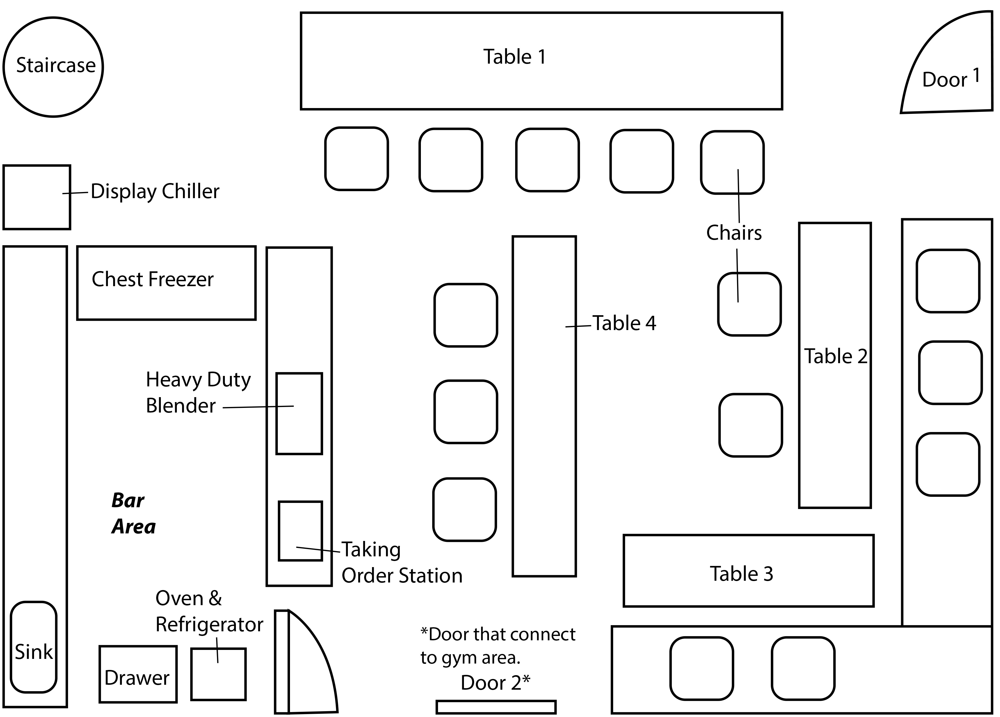 Staircase
Table 1
Door 1
Display Chiller
Chairs
Chest Freezer
Table 4
Table 2
Heavy Duty
Blender
Bar
Area
Taking
Order Station
Table 3
Oven &
Refrigerator
*Door that connect
to gym area.
Door 2*
Sink
Drawer